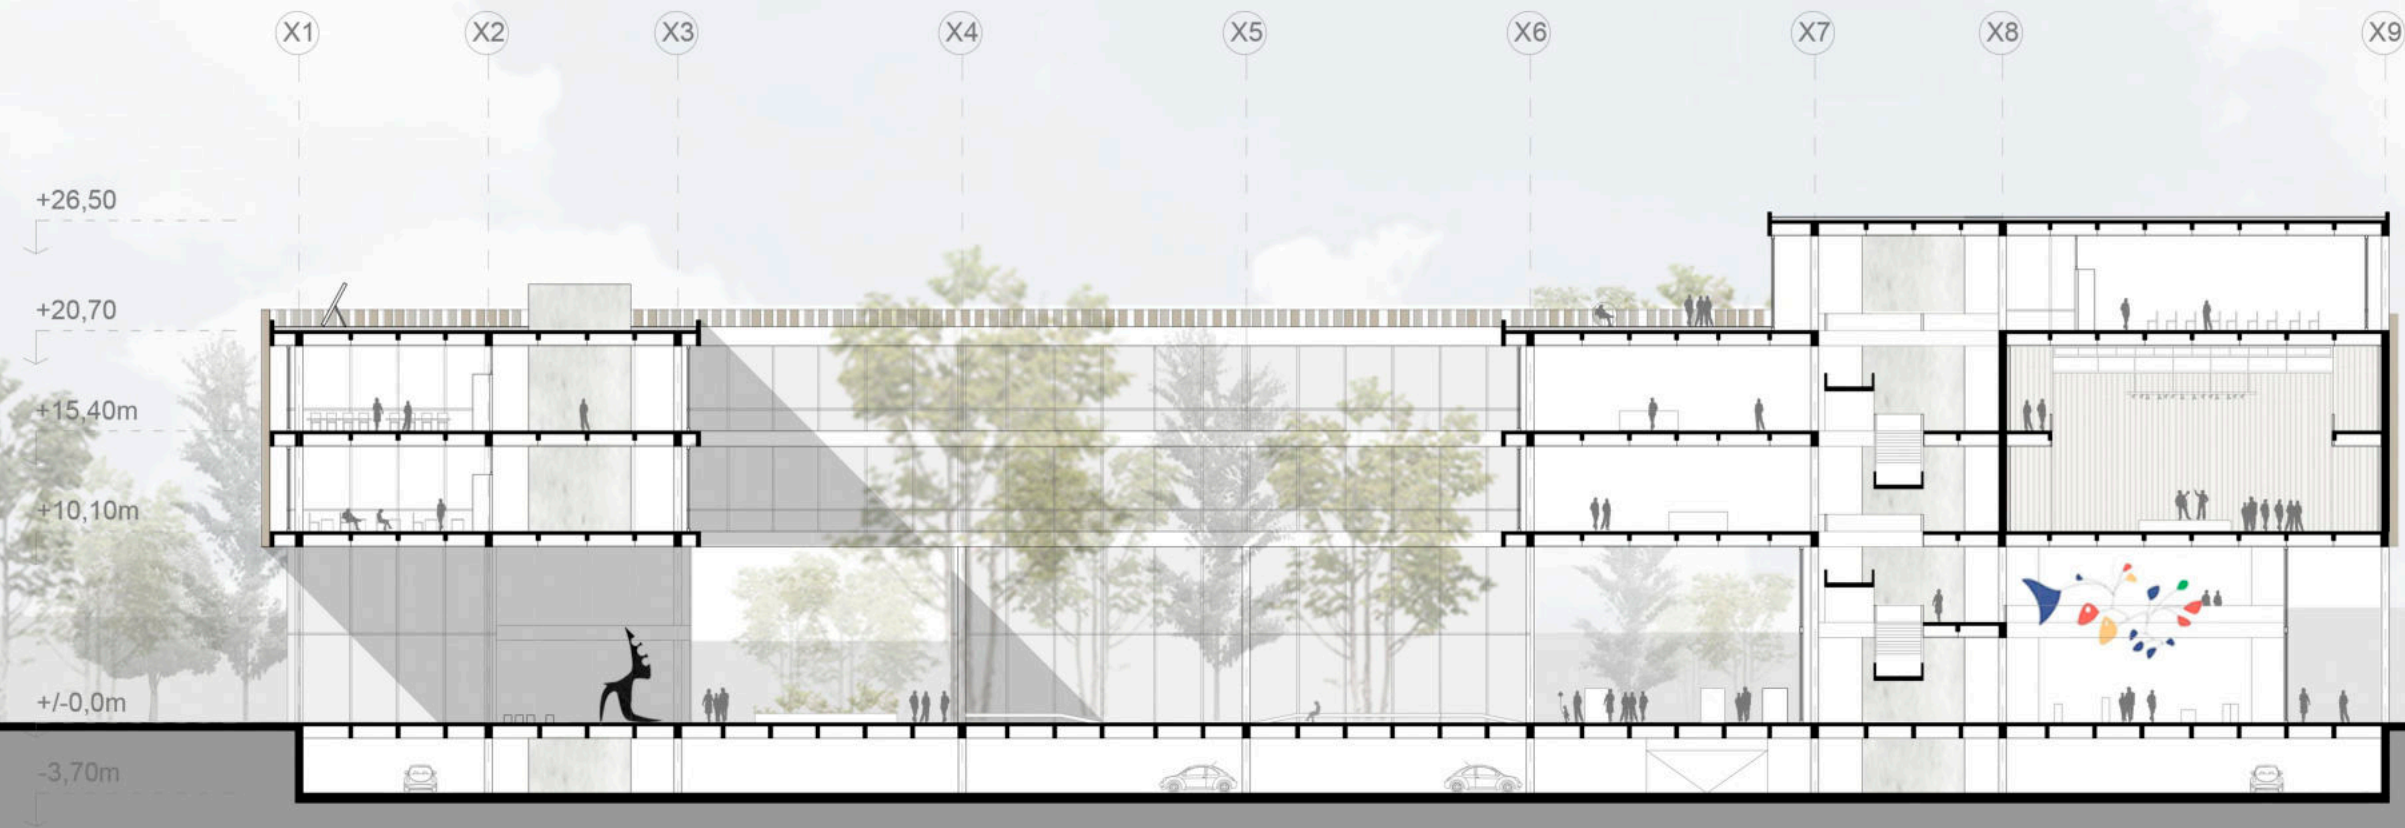 X1 X2 X3 X4 X5 X6 X7 X8 X9
+26,50
+20,70
+15,40m
+10,10m
+/-0,0m
-3,70m